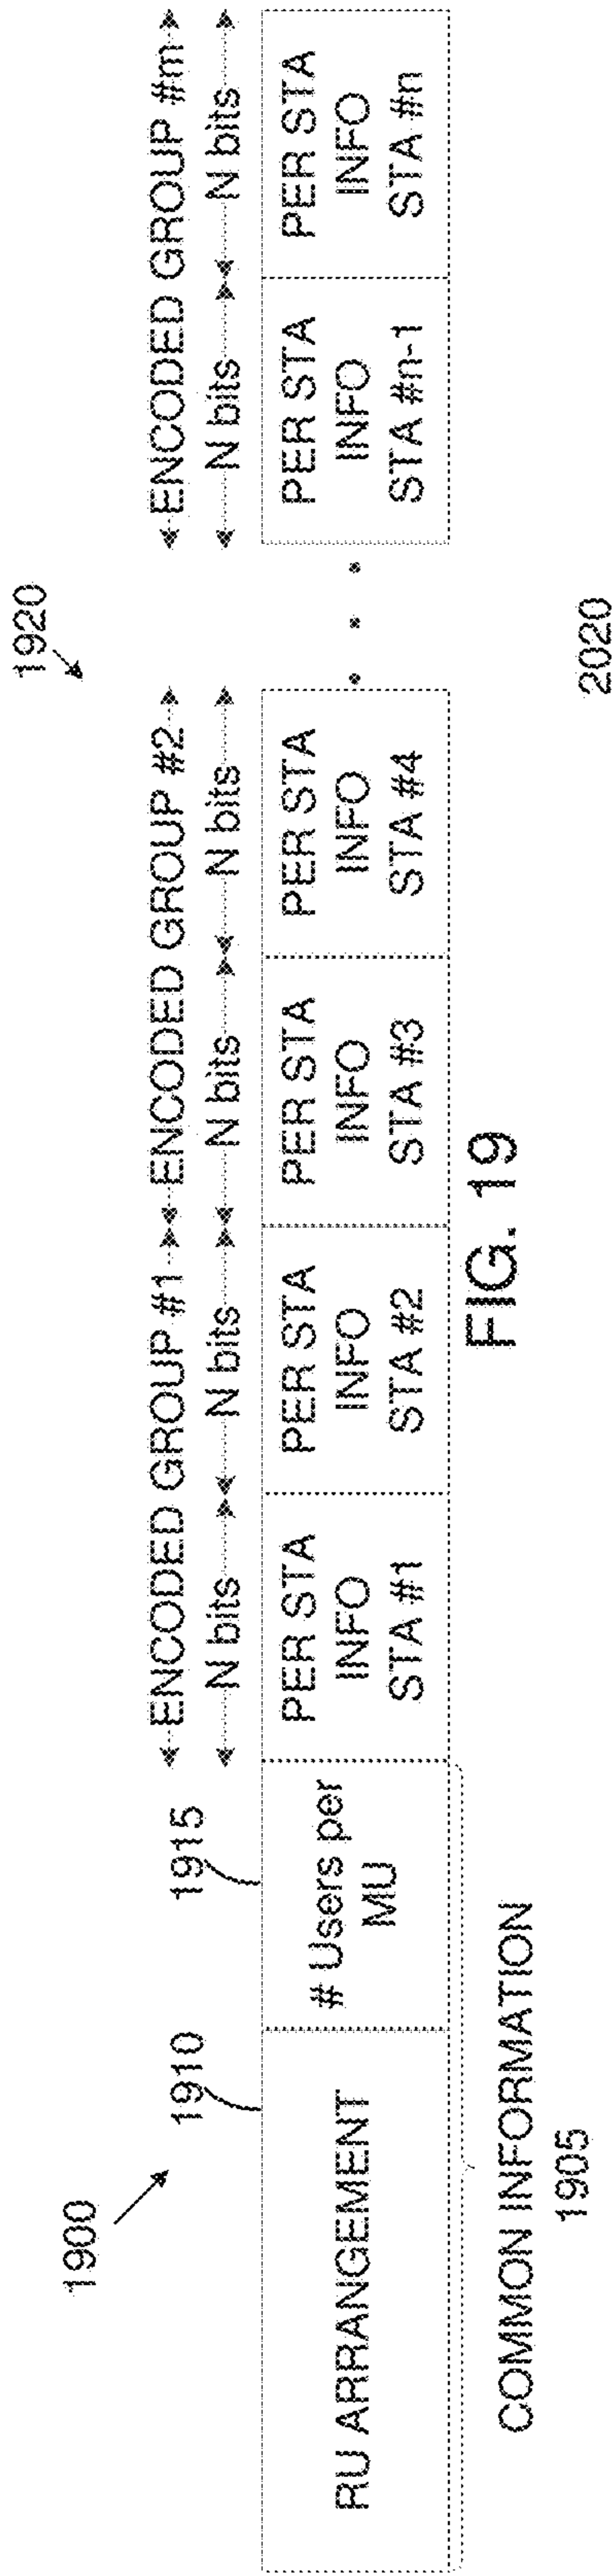 1900
1910
1915
1920
ENCODED GROUP #1
ENCODED GROUP #2
ENCODED GROUP #m
N bits
N bits
N bits
N bits
N bits
N bits
RU ARRANGEMENT
# Users per
MU
PER STA
INFO
STA #1
PER STA
INFO
STA #2
PER STA
INFO
STA #3
PER STA
INFO
STA #4
PER STA
INFO
STA #n-1
PER STA
INFO
STA #n
COMMON INFORMATION
1905
FIG. 19
2020